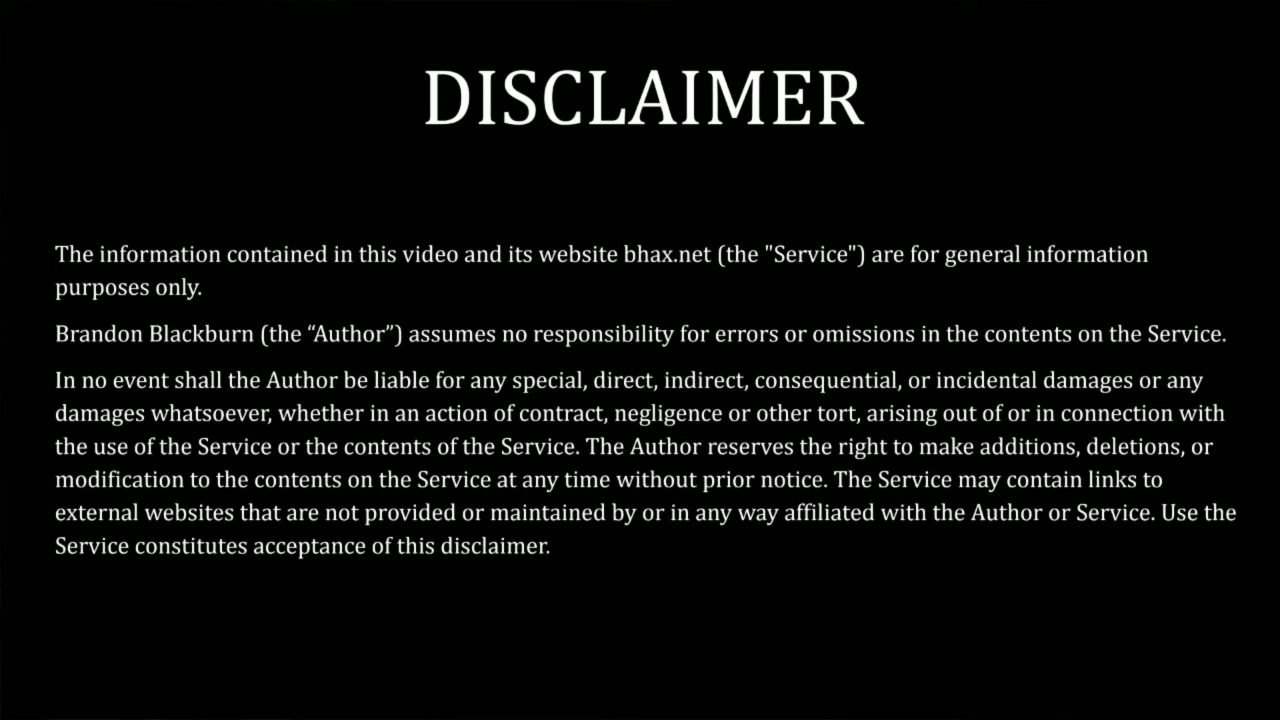 DISCLAIMER
The information contained in this video and its website bhax.net (the "Service") are for general information
purposes only.
Brandon Blackburn (the “Author”) assumes no responsibility for errors or omissions in the contents on the Service.
In no event shall the Author be liable for any special, direct, indirect, consequential, or incidental damages or any
damages whatsoever, whether in an action of contract, negligence or other tort, arising out of or in connection with
the use of the Service or the contents of the Service. The Author reserves the right to make additions, deletions, or
modification to the contents on the Service at any time without prior notice. The Service may contain links to
external websites that are not provided or maintained by or in any way affiliated with the Author or Service. Use the
Service constitutes acceptance of this disclaimer.